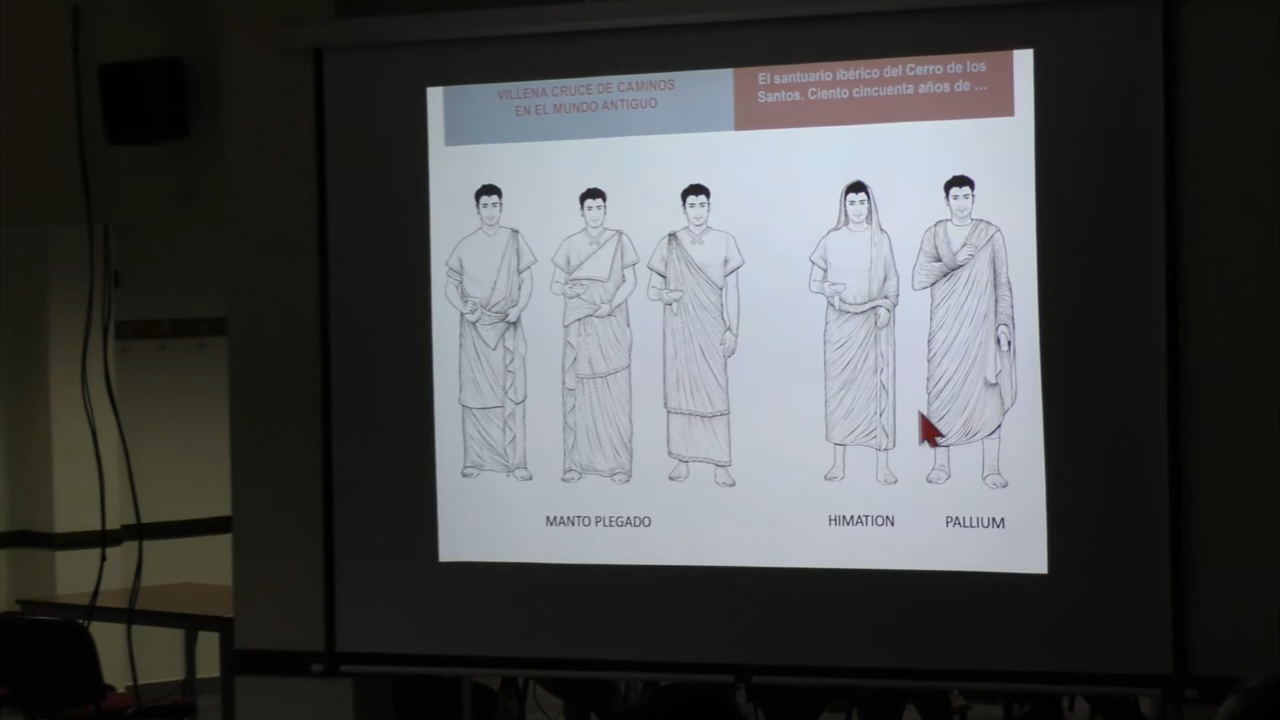 VILLENA CRUCE DE CAMINOS
EN EL MUNDO ANTIGUO
El santuario ibérico del Cerro de los
Santos. Ciento cincuenta años de ...
MANTO PLEGADO
HIMATION
PALLIUM